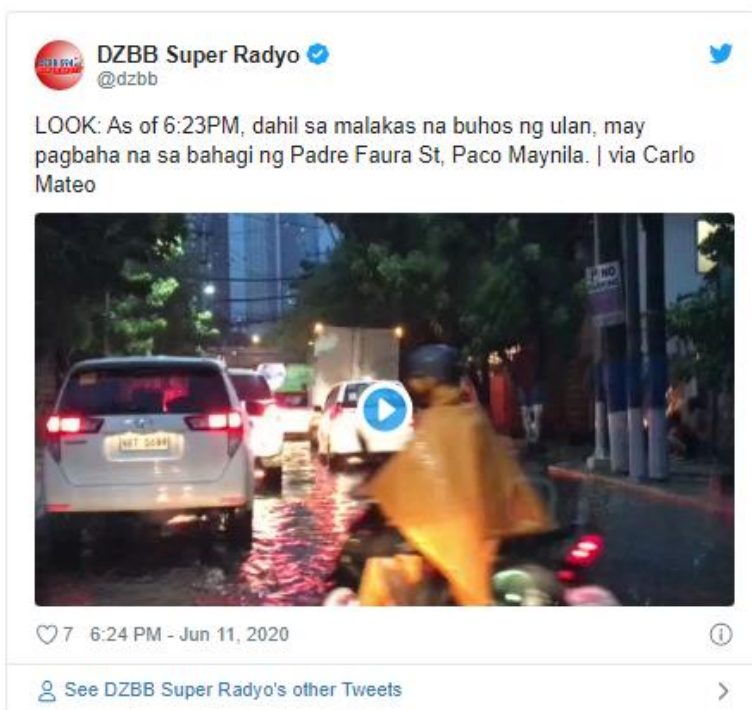 DZBB Super Radyo
@dzbb
LOOK: As of 6:23PM, dahil sa malakas na buhos ng ulan, may
pagbaha na sa bahagi ng Padre Faura St, Paco Maynila. | via Carlo
Mateo
NO
PARKING
7 6:24 PM - Jun 11, 2020
See DZBB Super Radyo's other Tweets